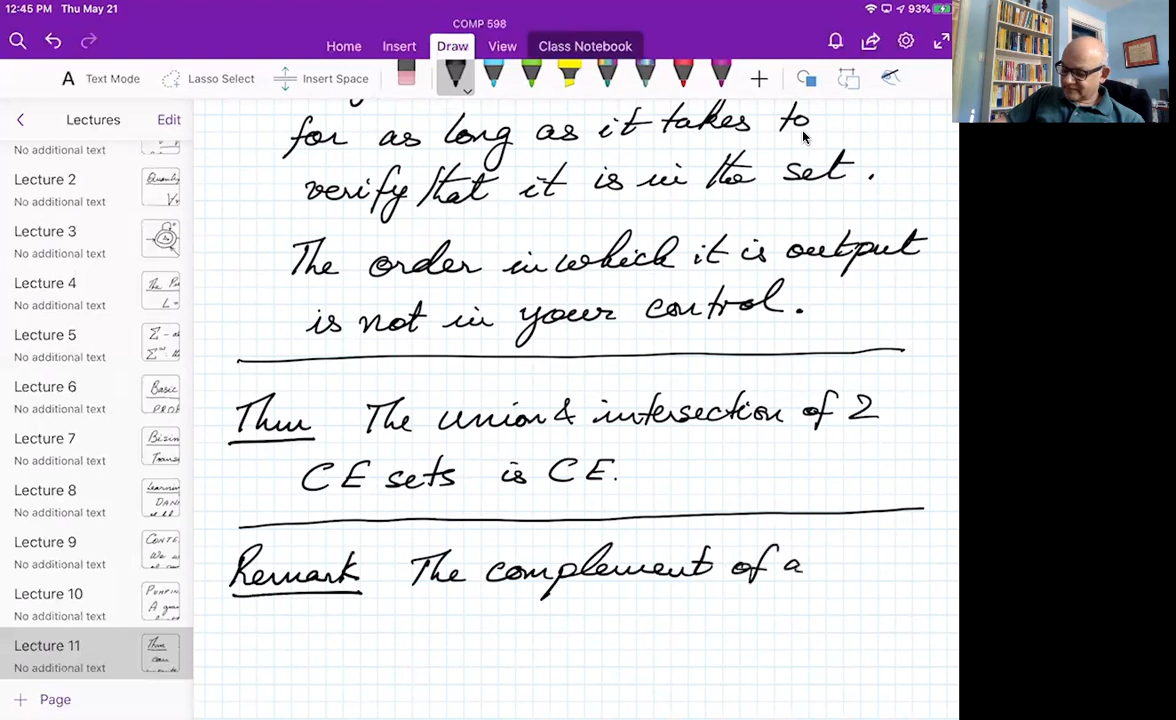 12:45 PM Thu May 21
93%
COMP 598
Home Insert Draw View Class Notebook
A Text Mode Lasso Select Insert Space
Lectures Edit
No additional text
Lecture 2
No additional text
Lecture 3
No additional text
Lecture 4
No additional text
Lecture 5
No additional text
Lecture 6
No additional text
Lecture 7
No additional text
Lecture 8
No additional text
Lecture 9
No additional text
Lecture 10
No additional text
Lecture 11
No additional text
+ Page
for as long as it takes to
verify that it is in the set.
The order in which it is output
is not in your control.
Thm The union & intersection of 2
CE sets is CE.
Remark The complement of a